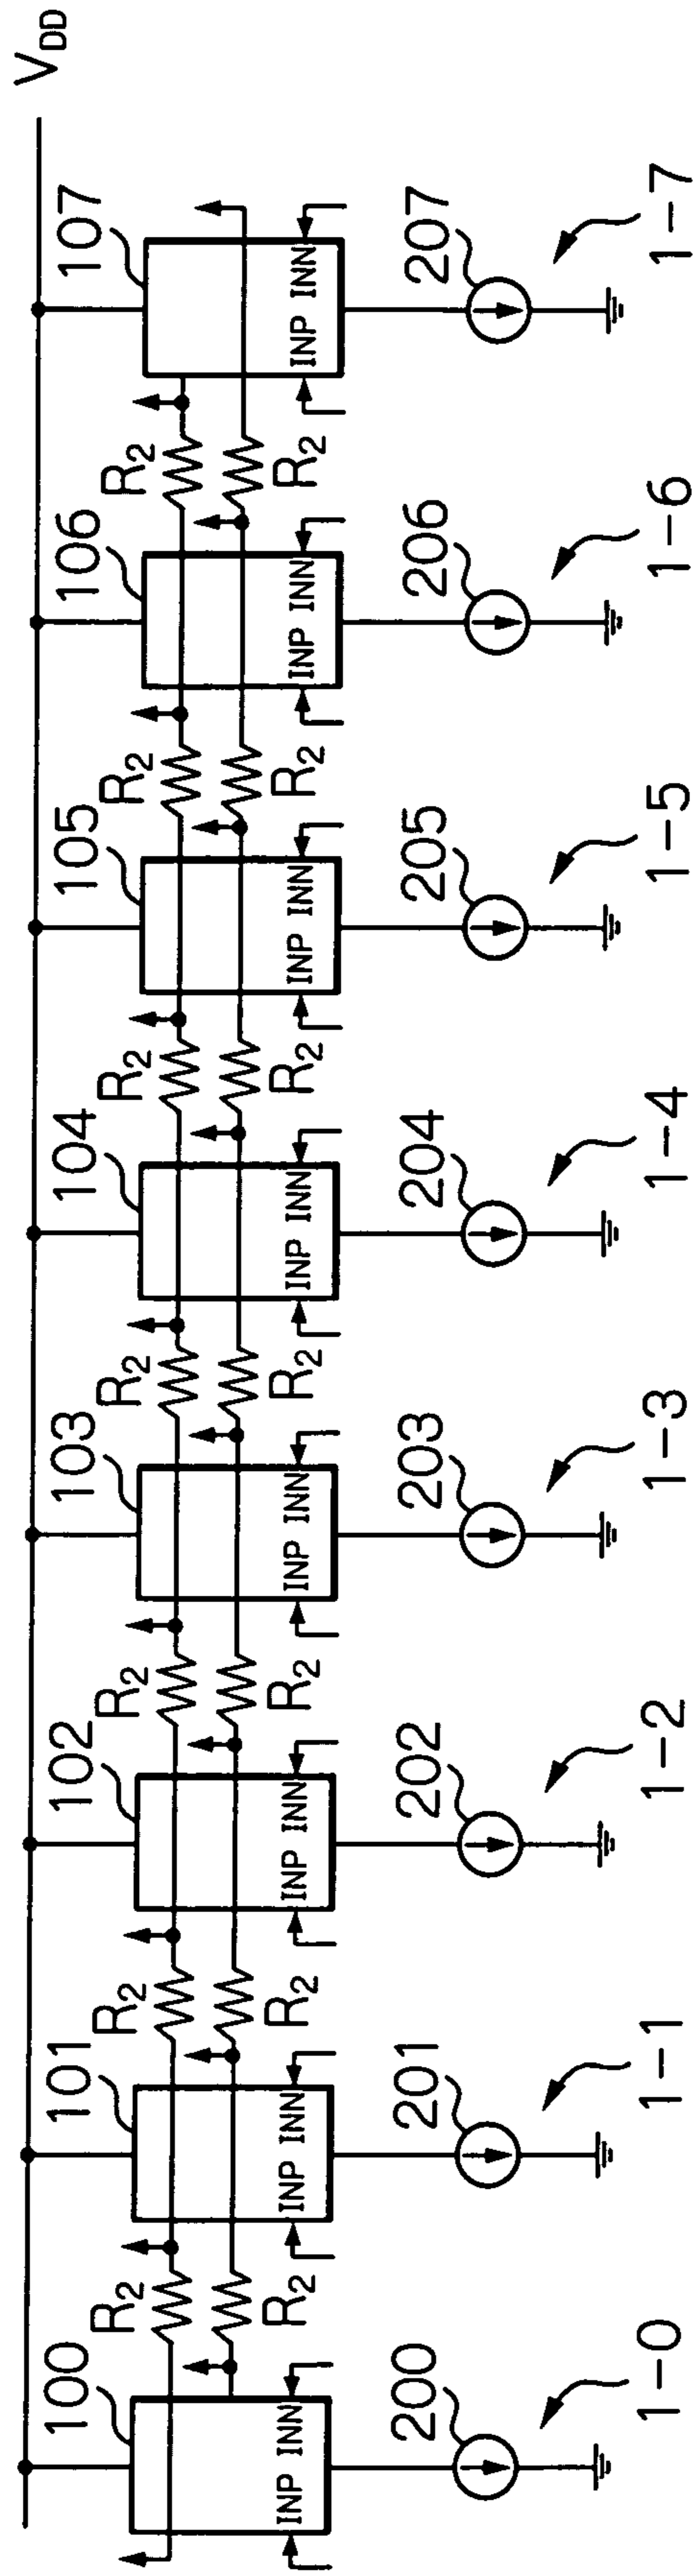 V_DD
100 101 102 103 104 105 106 107
R₂ R₂ R₂ R₂ R₂ R₂ R₂
R₂ R₂ R₂ R₂ R₂ R₂ R₂
INP INN INP INN INP INN INP INN INP INN INP INN INP INN INP INN
200 201 202 203 204 205 206 207
1-0 1-1 1-2 1-3 1-4 1-5 1-6 1-7